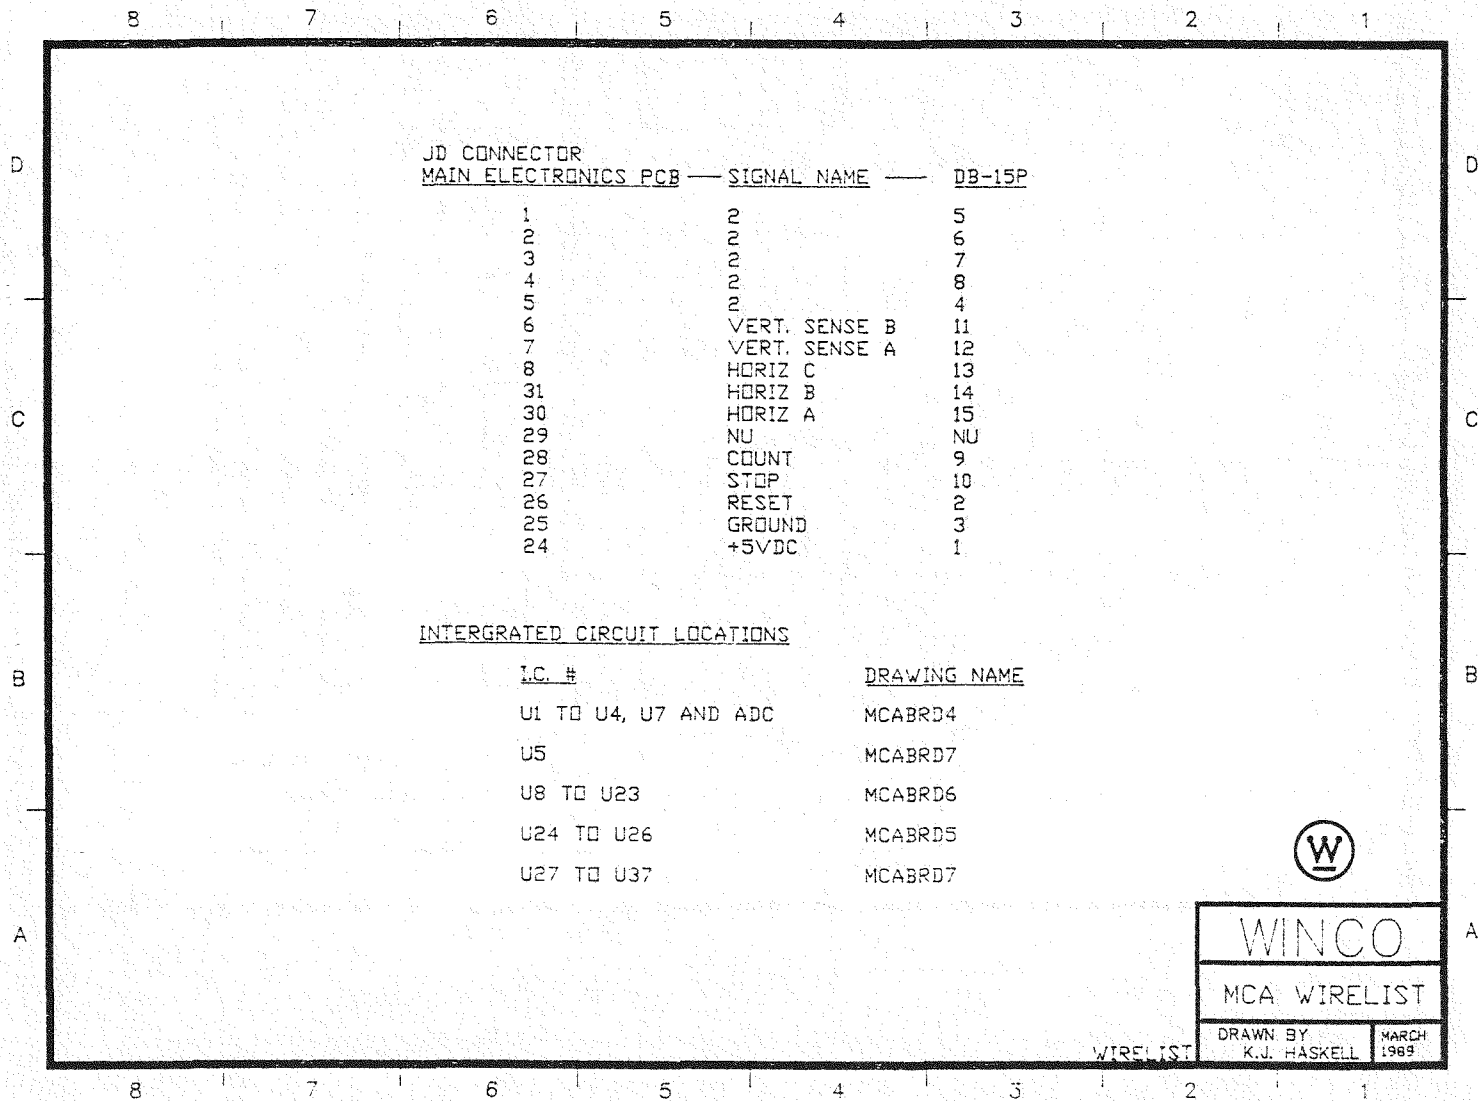 8 7 6 5 4 3 2 1
D D
JD CONNECTOR
MAIN ELECTRONICS PCB — SIGNAL NAME — DB-15P
1 2 5
2 2 6
3 2 7
4 2 8
5 2 4
6 VERT. SENSE B 11
7 VERT. SENSE A 12
8 HORIZ C 13
31 HORIZ B 14
C 30 HORIZ A 15 C
29 NU NU
28 COUNT 9
27 STOP 10
26 RESET 2
25 GROUND 3
24 +5VDC 1
INTERGRATED CIRCUIT LOCATIONS
B I.C. # DRAWING NAME B
U1 TO U4, U7 AND ADC MCABRD4
U5 MCABRD7
U8 TO U23 MCABRD6
U24 TO U26 MCABRD5
W
U27 TO U37 MCABRD7
A A
WINCO
MCA WIRELIST
DRAWN BY MARCH
WIRELIST K.J. HASKELL 1989
8 7 6 5 4 3 2 1